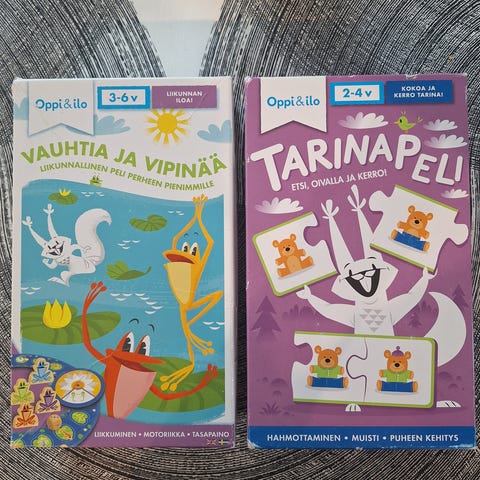 Oppi&ilo
3-6 v
LIIKUNNAN
ILOA!
VAUHTIA JA VIPINÄÄ
LIIKUNNALLINEN PELI PERHEEN PIENIMMILLE
LIIKKUMINEN • MOTORIIKKA • TASAPAINO
Oppi&ilo
2-4 v
KOKOA JA
KERRO TARINA!
TARINAPELI
ETSI, OIVALLA JA KERRO!
HAHMOTTAMINEN • MUISTI • PUHEEN KEHITYS